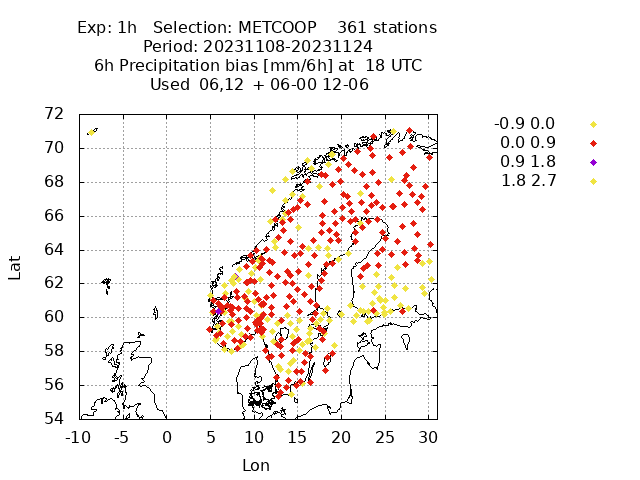 Exp: 1h   Selection: METCOOP    361 stations
Period: 20231108-20231124
6h Precipitation bias [mm/6h] at  18 UTC
Used 06,12  + 06-00 12-06
-0.9 0.0
0.0 0.9
0.9 1.8
1.8 2.7
72
70
68
66
64
62
60
58
56
54
Lat
-10 -5 0 5 10 15 20 25 30
Lon